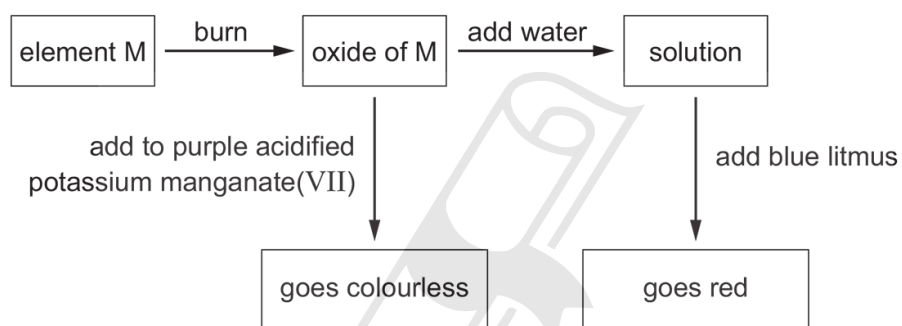 element M
burn
oxide of M
add water
solution
add to purple acidified
potassium manganate(VII)
add blue litmus
goes colourless
goes red